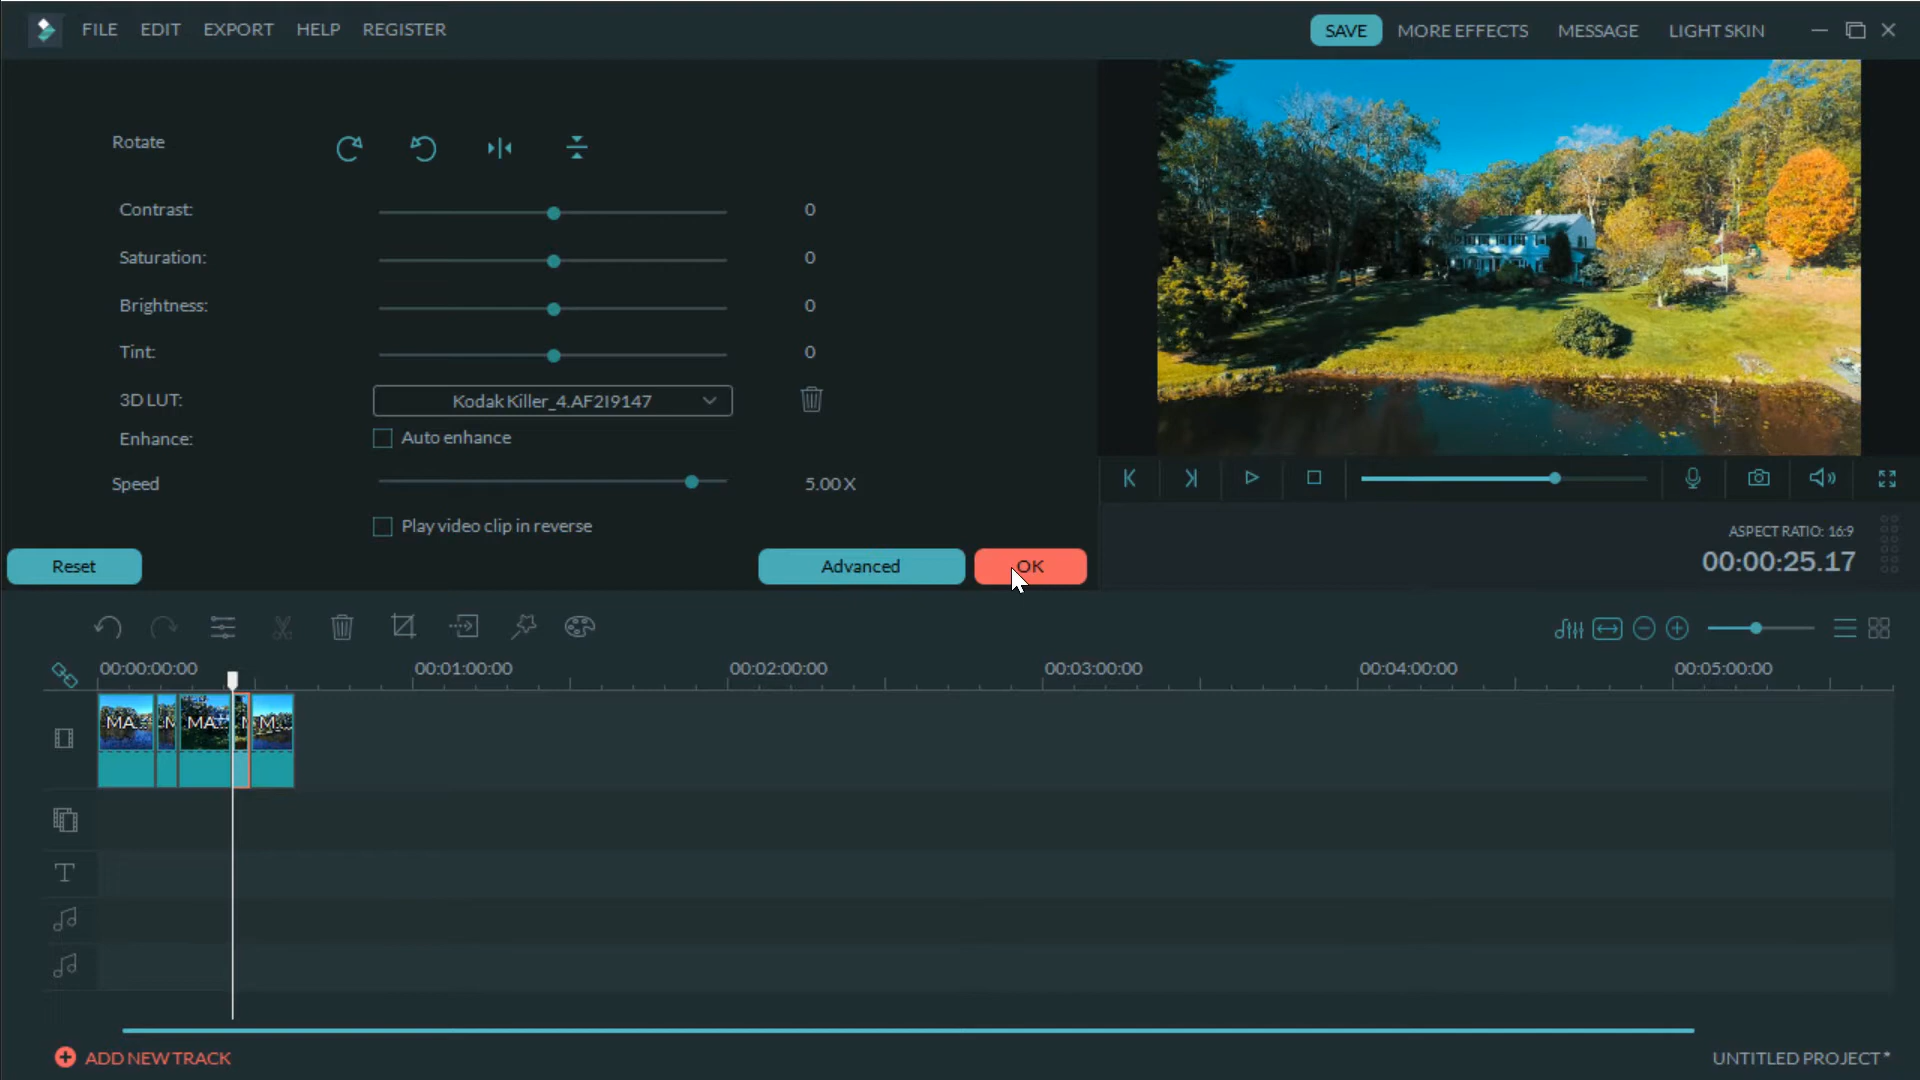 FILE EDIT EXPORT HELP REGISTER SAVE MORE EFFECTS MESSAGE LIGHT SKIN
Rotate
Contrast: 0
Saturation: 0
Brightness: 0
Tint: 0
3D LUT: Kodak Killer_4.AF2I9147
Enhance: Auto enhance
Speed 5.00 X
Play video clip in reverse
Reset Advanced OK
ASPECT RATIO: 16:9
00:00:25.17
00:00:00:00 00:01:00:00 00:02:00:00 00:03:00:00 00:04:00:00 00:05:00:00
MA... M MA... M M...
ADD NEW TRACK
UNTITLED PROJECT *